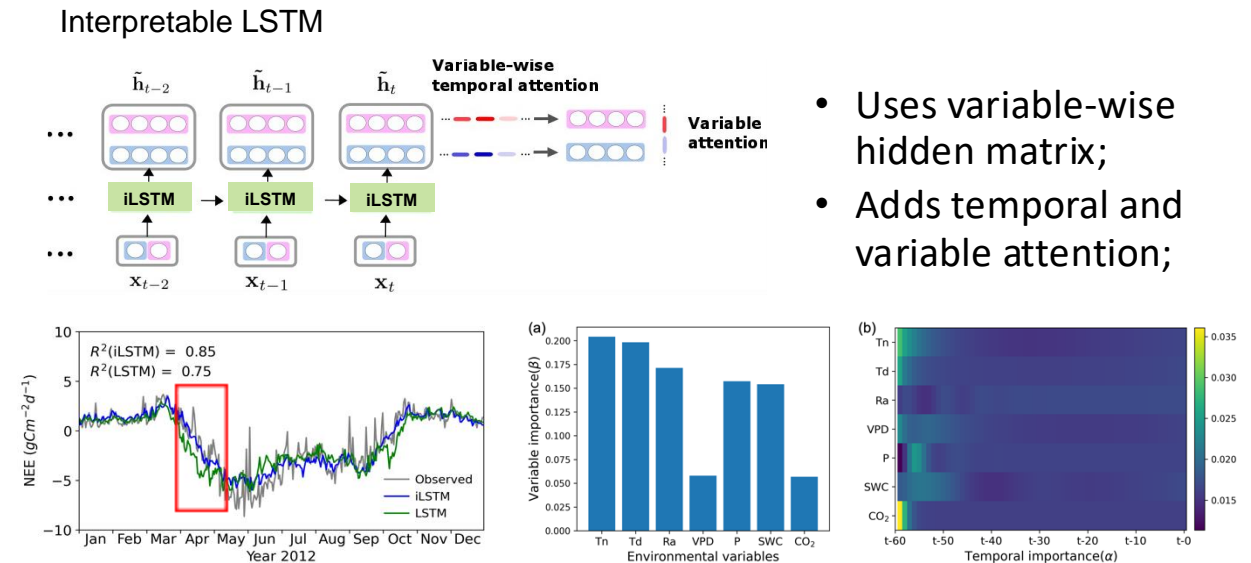 Interpretable LSTM
h̃ₜ₋₂
h̃ₜ₋₁
h̃ₜ
Variable-wise
temporal attention
Variable
attention
iLSTM
iLSTM
iLSTM
xₜ₋₂
xₜ₋₁
xₜ
• Uses variable-wise
hidden matrix;
• Adds temporal and
variable attention;
NEE (gCm⁻²d⁻¹)
10
5
0
−5
−10
R²(iLSTM) = 0.85
R²(LSTM) = 0.75
Observed
iLSTM
LSTM
Jan Feb Mar Apr May Jun Jul Aug Sep Oct Nov Dec
Year 2012
(a)
Variable importance(β)
0.200
0.175
0.150
0.125
0.100
0.075
0.050
0.025
0.000
Tn Td Ra VPD P SWC CO₂
Environmental variables
(b)
Tn
Td
Ra
VPD
P
SWC
CO₂
t-60 t-50 t-40 t-30 t-20 t-10 t-0
Temporal importance(α)
0.035
0.030
0.025
0.020
0.015